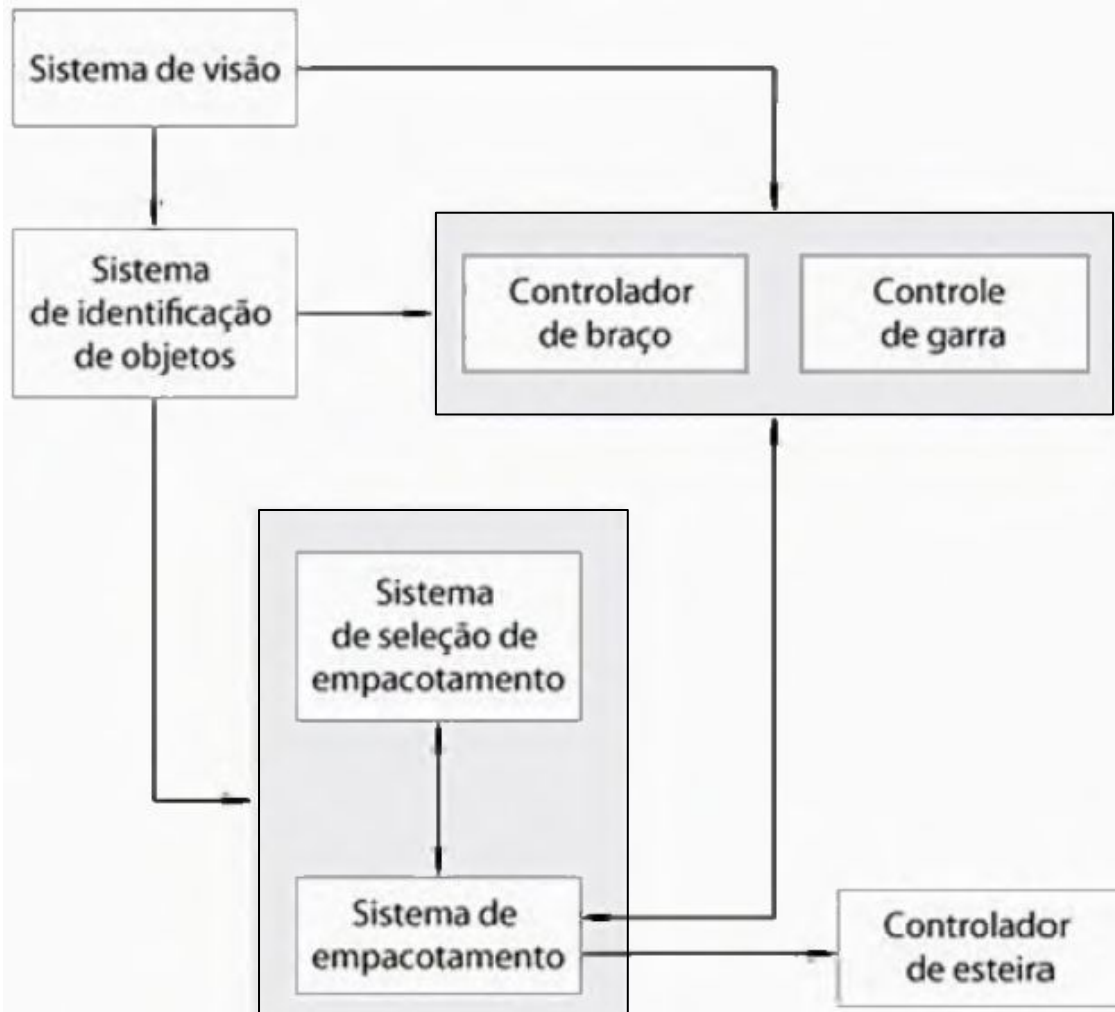 Sistema de visão
Sistema
de identificação
de objetos
Controlador
de braço
Controle
de garra
Sistema
de seleção de
empacotamento
Sistema de
empacotamento
Controlador
de esteira